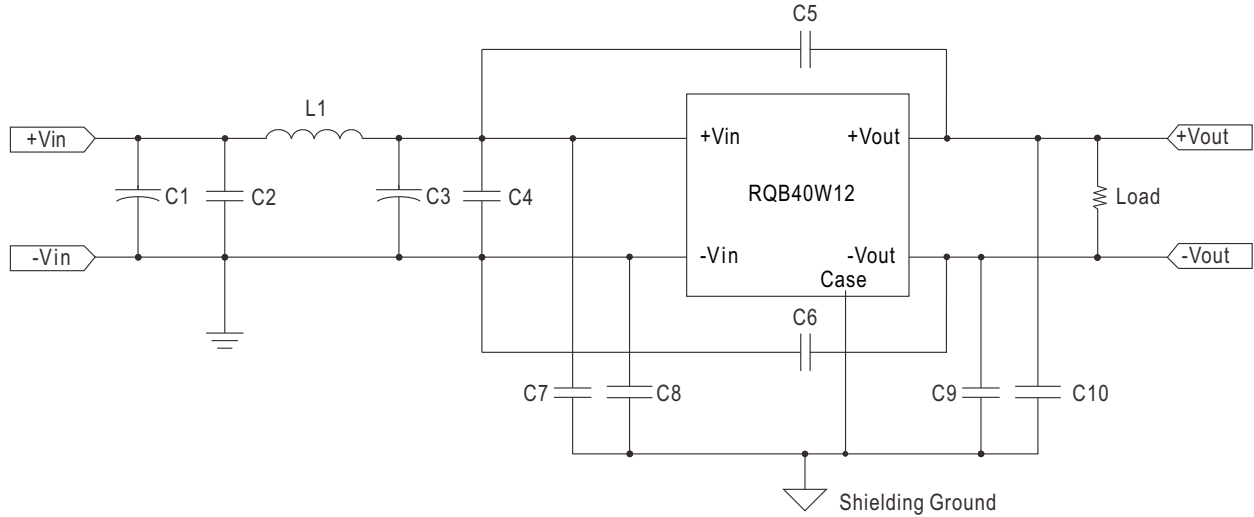 C5
L1
+Vin
+Vin
+Vout
+Vout
C1
C2
C3
C4
RQB40W12
Load
-Vin
-Vin
-Vout
-Vout
Case
C6
C7
C8
C9
C10
Shielding Ground